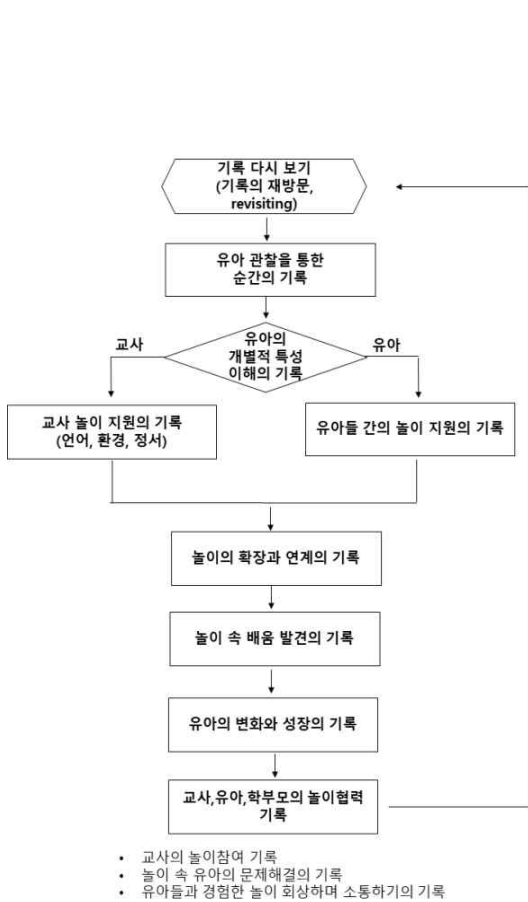 기록 다시 보기
(기록의 재방문,
revisiting)
유아 관찰을 통한
순간의 기록
유아의
개별적 특성
이해의 기록
교사
유아
교사 놀이 지원의 기록
(언어, 환경, 정서)
유아들 간의 놀이 지원의 기록
놀이의 확장과 연계의 기록
놀이 속 배움 발견의 기록
유아의 변화와 성장의 기록
교사,유아,학부모의 놀이협력
기록
• 교사의 놀이참여 기록
• 놀이 속 유아의 문제해결의 기록
• 유아들과 경험한 놀이 회상하며 소통하기의 기록